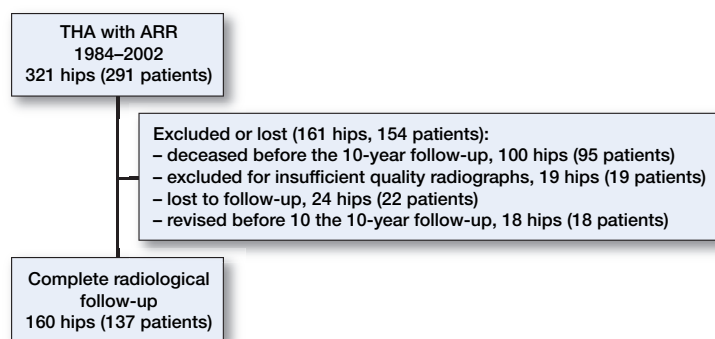 THA with ARR
1984–2002
321 hips (291 patients)
Excluded or lost (161 hips, 154 patients):
– deceased before the 10-year follow-up, 100 hips (95 patients)
– excluded for insufficient quality radiographs, 19 hips (19 patients)
– lost to follow-up, 24 hips (22 patients)
– revised before 10 the 10-year follow-up, 18 hips (18 patients)
Complete radiological
follow-up
160 hips (137 patients)